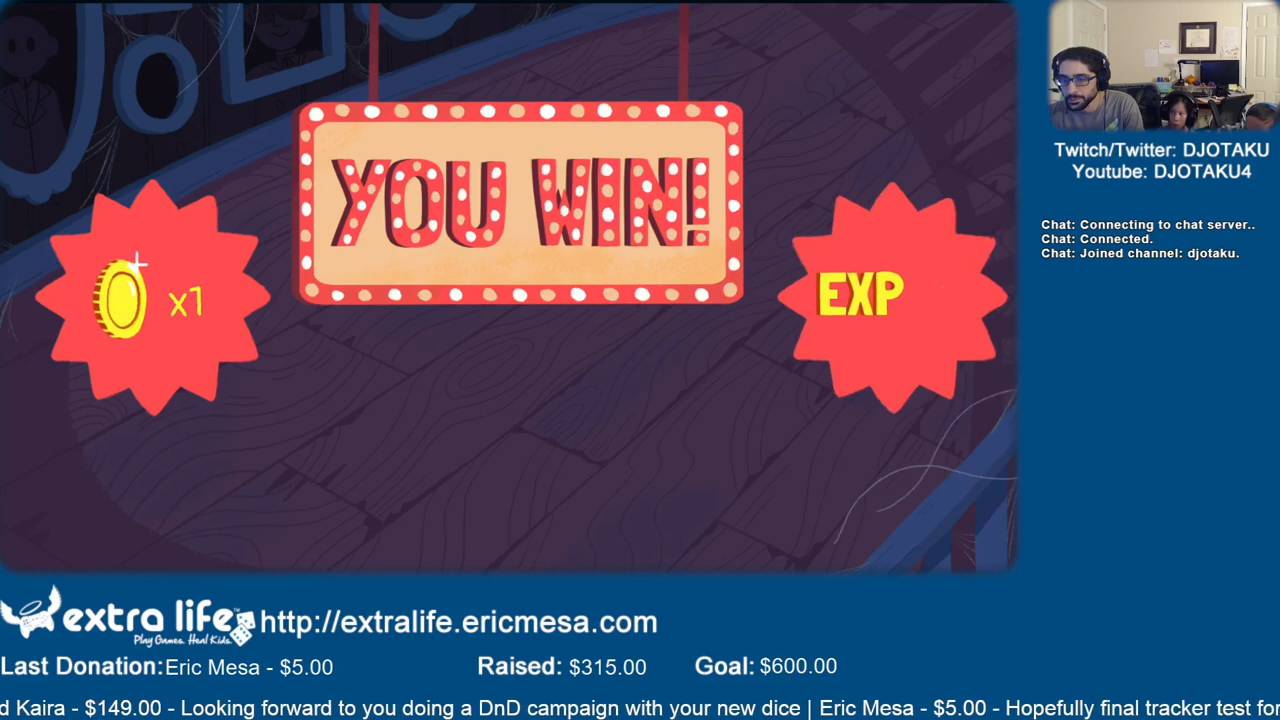 YOU WIN!
x1
EXP
Twitch/Twitter: DJOTAKU
Youtube: DJOTAKU4
Chat: Connecting to chat server..
Chat: Connected.
Chat: Joined channel: djotaku.
extra life
Play Games. Heal Kids.
http://extralife.ericmesa.com
Last Donation: Eric Mesa - $5.00 Raised: $315.00 Goal: $600.00
d Kaira - $149.00 - Looking forward to you doing a DnD campaign with your new dice | Eric Mesa - $5.00 - Hopefully final tracker test for